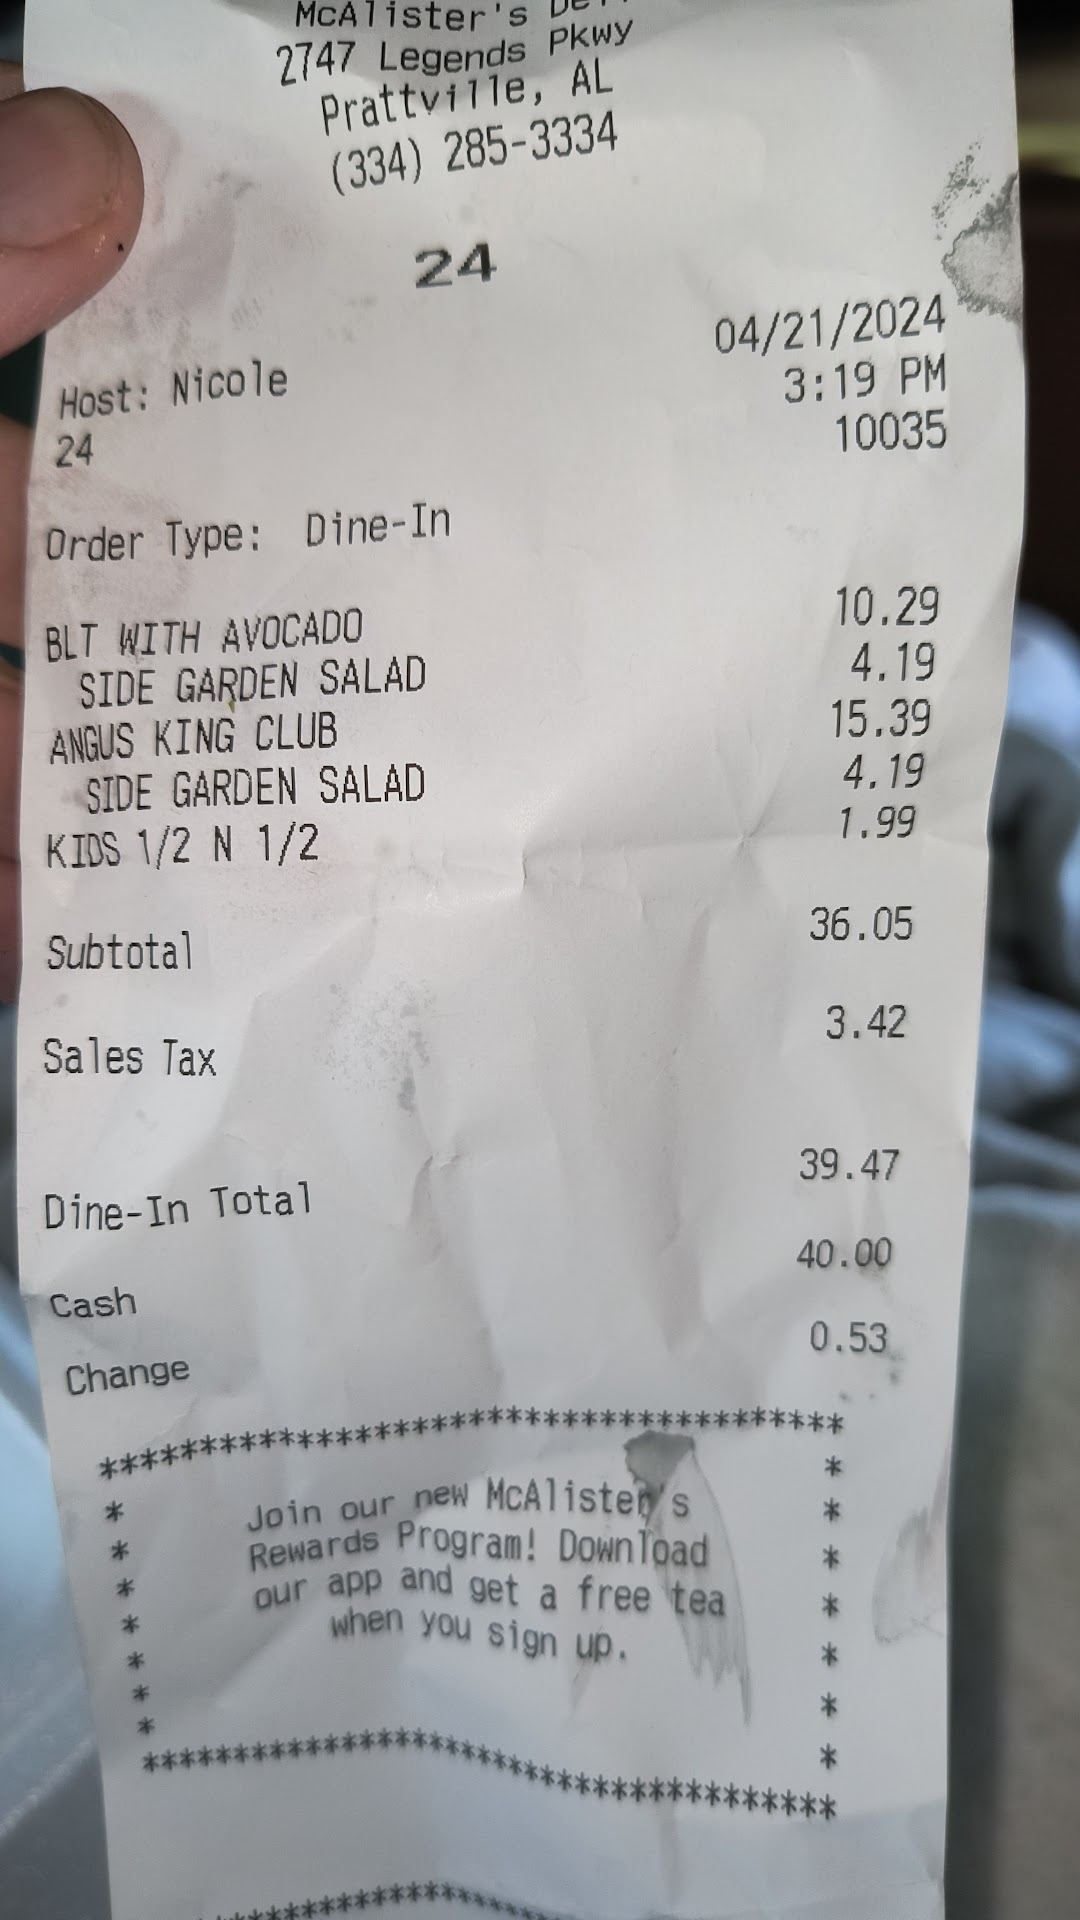 McAlister's
2747 Legends Pkwy
Prattville, AL
(334) 285-3334
24
04/21/2024
Host: Nicole 3:19 PM
24 10035
Order Type: Dine-In
BLT WITH AVOCADO 10.29
SIDE GARDEN SALAD 4.19
ANGUS KING CLUB 15.39
SIDE GARDEN SALAD 4.19
KIDS 1/2 N 1/2 1.99
Subtotal 36.05
Sales Tax 3.42
Dine-In Total 39.47
Cash 40.00
Change 0.53
***************************************
* Join our new McAlister's *
* Rewards Program! Download *
* our app and get a free tea *
* when you sign up. *
***************************************